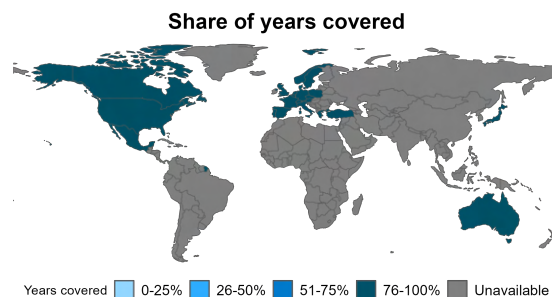 Share of years covered
Years covered 0-25% 26-50% 51-75% 76-100% Unavailable